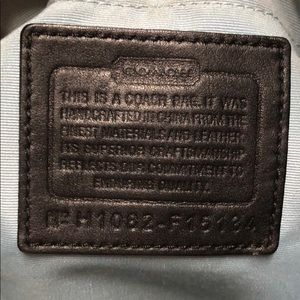 COACH
THIS IS A COACH BAG. IT WAS
HANDCRAFTED IN CHINA FROM THE
FINEST MATERIALS AND LEATHER
ITS SUPERIOR CRAFTSMANSHIP
REFLECTS OUR COMMITMENT TO
ENDURING QUALITY.
H1082-F15134